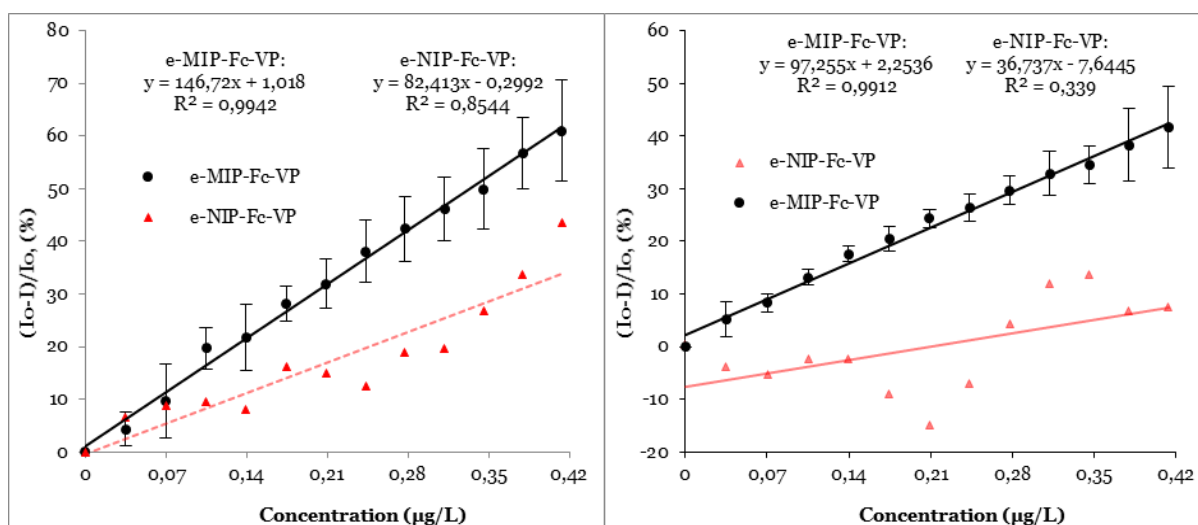 e-MIP-Fc-VP: e-NIP-Fc-VP:
y = 146,72x + 1,018 y = 82,413x - 0,2992
R² = 0,9942 R² = 0,8544
e-MIP-Fc-VP
e-NIP-Fc-VP
80
70
60
50
40
30
20
10
0
(I0-I)/I0, (%)
0 0,07 0,14 0,21 0,28 0,35 0,42
Concentration (µg/L)
e-MIP-Fc-VP: e-NIP-Fc-VP:
y = 97,255x + 2,2536 y = 36,737x - 7,6445
R² = 0,9912 R² = 0,339
e-NIP-Fc-VP
e-MIP-Fc-VP
60
50
40
30
20
10
0
-10
-20
(I0-I)/I0, (%)
0 0,07 0,14 0,21 0,28 0,35 0,42
Concentration (µg/L)